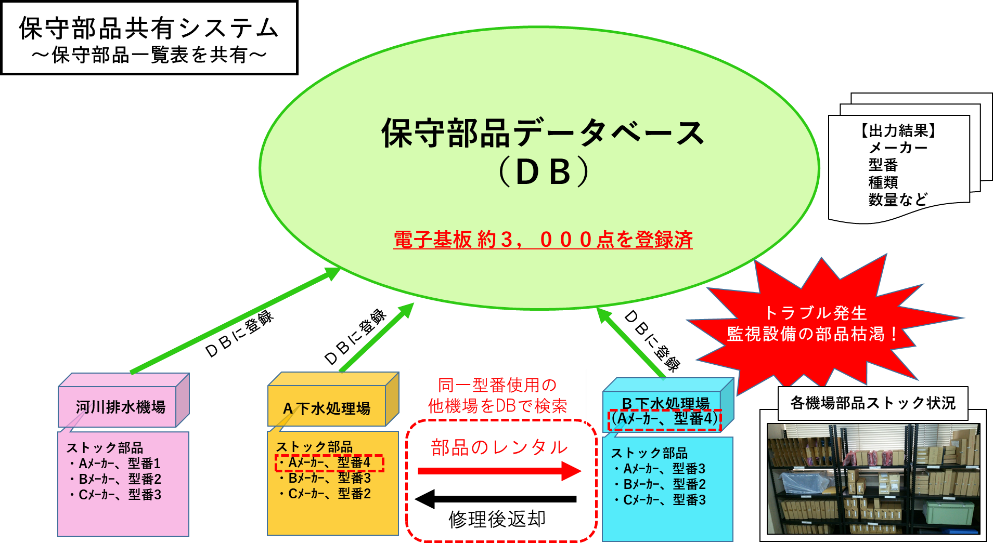 保守部品共有システム
～保守部品一覧表を共有～
保守部品データベース
（ＤＢ）
電子基板 約３，０００点を登録済
【出力結果】
メーカー
型番
種類
数量など
トラブル発生
監視設備の部品枯渇！
ＤＢに登録
ＤＢに登録
ＤＢに登録
河川排水機場
ストック部品
・Aﾒｰｶｰ、型番1
・Bﾒｰｶｰ、型番2
・Cﾒｰｶｰ、型番3
A下水処理場
ストック部品
・Aﾒｰｶｰ、型番4
・Bﾒｰｶｰ、型番3
・Cﾒｰｶｰ、型番2
同一型番使用の
他機場をDBで検索
部品のレンタル
修理後返却
B下水処理場
(Aメーカー、型番4)
ストック部品
・Aﾒｰｶｰ、型番3
・Bﾒｰｶｰ、型番2
・Cﾒｰｶｰ、型番3
各機場部品ストック状況